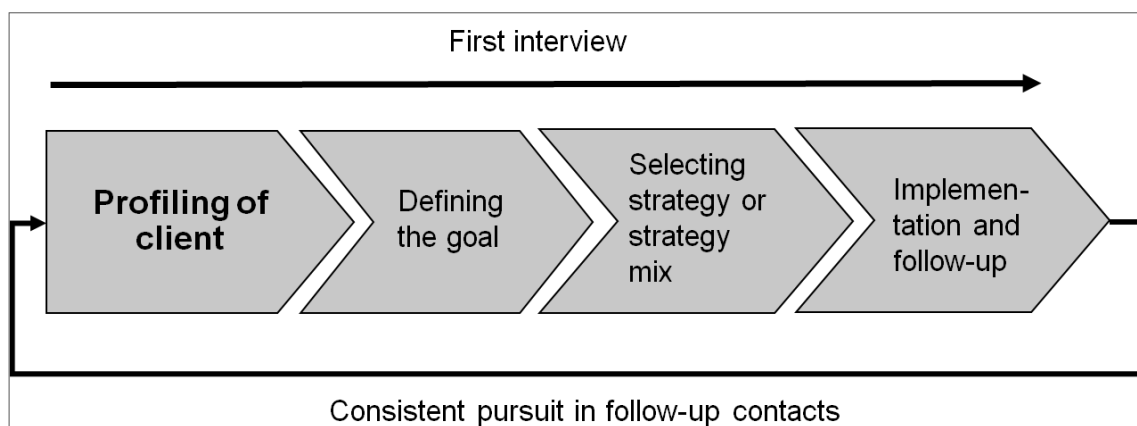 First interview
Profiling of
client
Defining
the goal
Selecting
strategy or
strategy
mix
Implemen-
tation and
follow-up
Consistent pursuit in follow-up contacts